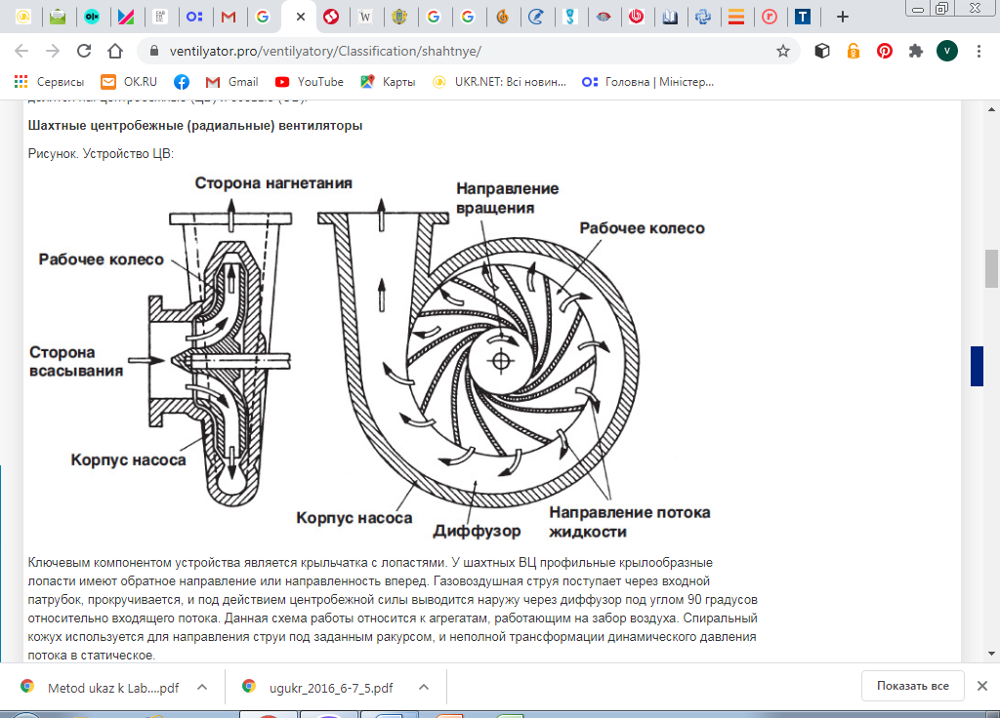 ventilyator.pro/ventilyatory/Classification/shahtnye/
V
Сервисы
OK.RU
Gmail
YouTube
Карты
UKR.NET: Всі новин...
Головна | Міністер...
Шахтные центробежные (радиальные) вентиляторы
Рисунок. Устройство ЦВ:
Сторона нагнетания
Направление
вращения
Рабочее колесо
Рабочее колесо
Сторона
всасывания
Корпус насоса
Корпус насоса
Диффузор
Направление потока
жидкости
Ключевым компонентом устройства является крыльчатка с лопастями. У шахтных ВЦ профильные крылообразные
лопасти имеют обратное направление или направленность вперед. Газовоздушная струя поступает через входной
патрубок, прокручивается, и под действием центробежной силы выводится наружу через диффузор под углом 90 градусов
относительно входящего потока. Данная схема работы относится к агрегатам, работающим на забор воздуха. Спиральный
кожух используется для направления струи под заданным ракурсом, и неполной трансформации динамического давления
потока в статическое.
Metod ukaz k Lab....pdf
ugukr_2016_6-7_5.pdf
Показать все